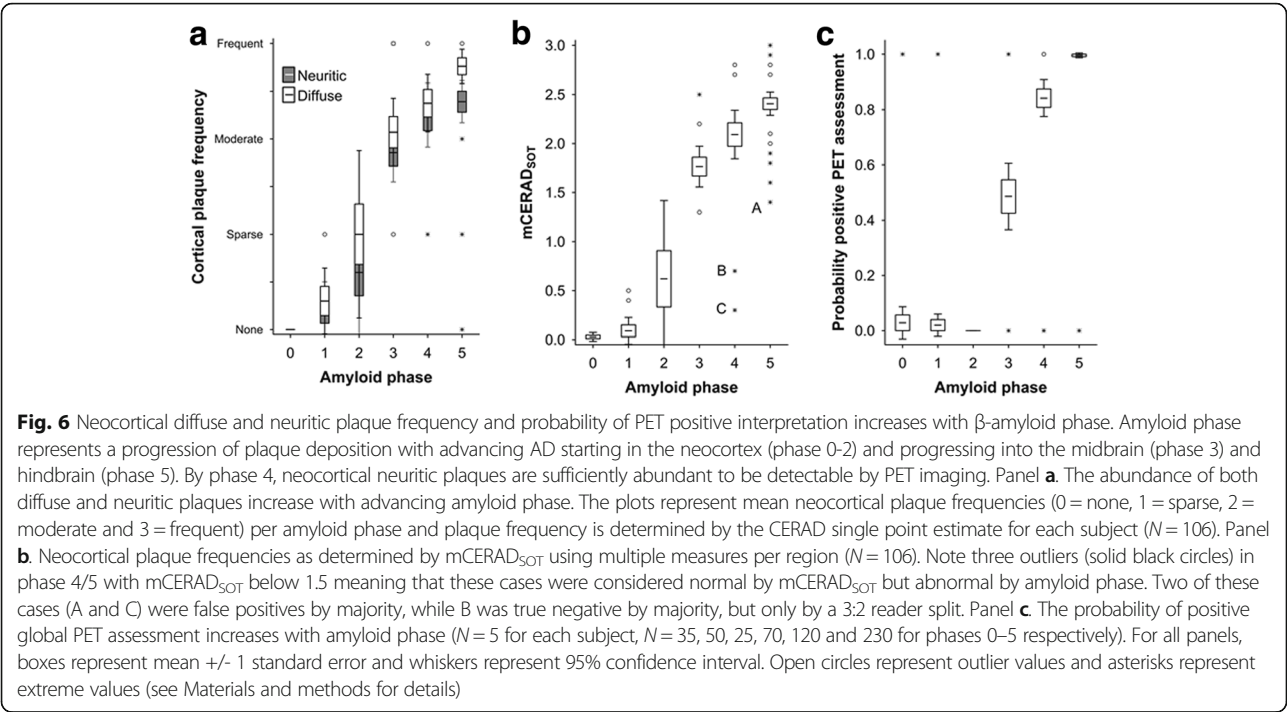 a
Frequent
Moderate
Sparse
None
Cortical plaque frequency
Neuritic
Diffuse
0 1 2 3 4 5
Amyloid phase
b
3.0
2.5
2.0
1.5
1.0
0.5
0.0
mCERADSOT
A
B
C
0 1 2 3 4 5
Amyloid phase
c
1.0
0.8
0.6
0.4
0.2
0.0
Probability positive PET assessment
0 1 2 3 4 5
Amyloid phase
Fig. 6 Neocortical diffuse and neuritic plaque frequency and probability of PET positive interpretation increases with β-amyloid phase. Amyloid phase
represents a progression of plaque deposition with advancing AD starting in the neocortex (phase 0-2) and progressing into the midbrain (phase 3) and
hindbrain (phase 5). By phase 4, neocortical neuritic plaques are sufficiently abundant to be detectable by PET imaging. Panel a. The abundance of both
diffuse and neuritic plaques increase with advancing amyloid phase. The plots represent mean neocortical plaque frequencies (0 = none, 1 = sparse, 2 =
moderate and 3 = frequent) per amyloid phase and plaque frequency is determined by the CERAD single point estimate for each subject (N = 106). Panel
b. Neocortical plaque frequencies as determined by mCERADSOT using multiple measures per region (N = 106). Note three outliers (solid black circles) in
phase 4/5 with mCERADSOT below 1.5 meaning that these cases were considered normal by mCERADSOT but abnormal by amyloid phase. Two of these
cases (A and C) were false positives by majority, while B was true negative by majority, but only by a 3:2 reader split. Panel c. The probability of positive
global PET assessment increases with amyloid phase (N = 5 for each subject, N = 35, 50, 25, 70, 120 and 230 for phases 0–5 respectively). For all panels,
boxes represent mean +/- 1 standard error and whiskers represent 95% confidence interval. Open circles represent outlier values and asterisks represent
extreme values (see Materials and methods for details)